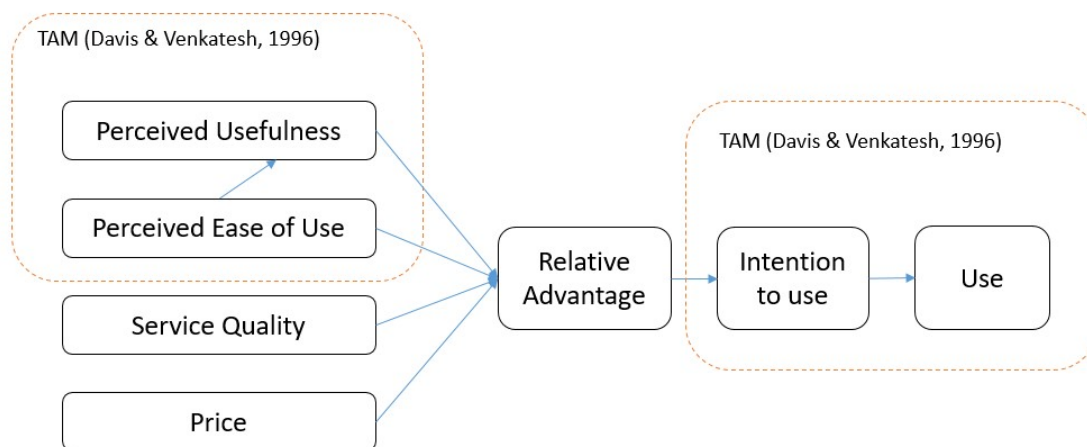 TAM (Davis & Venkatesh, 1996)
Perceived Usefulness
Perceived Ease of Use
Service Quality
Price
Relative
Advantage
TAM (Davis & Venkatesh, 1996)
Intention
to use
Use